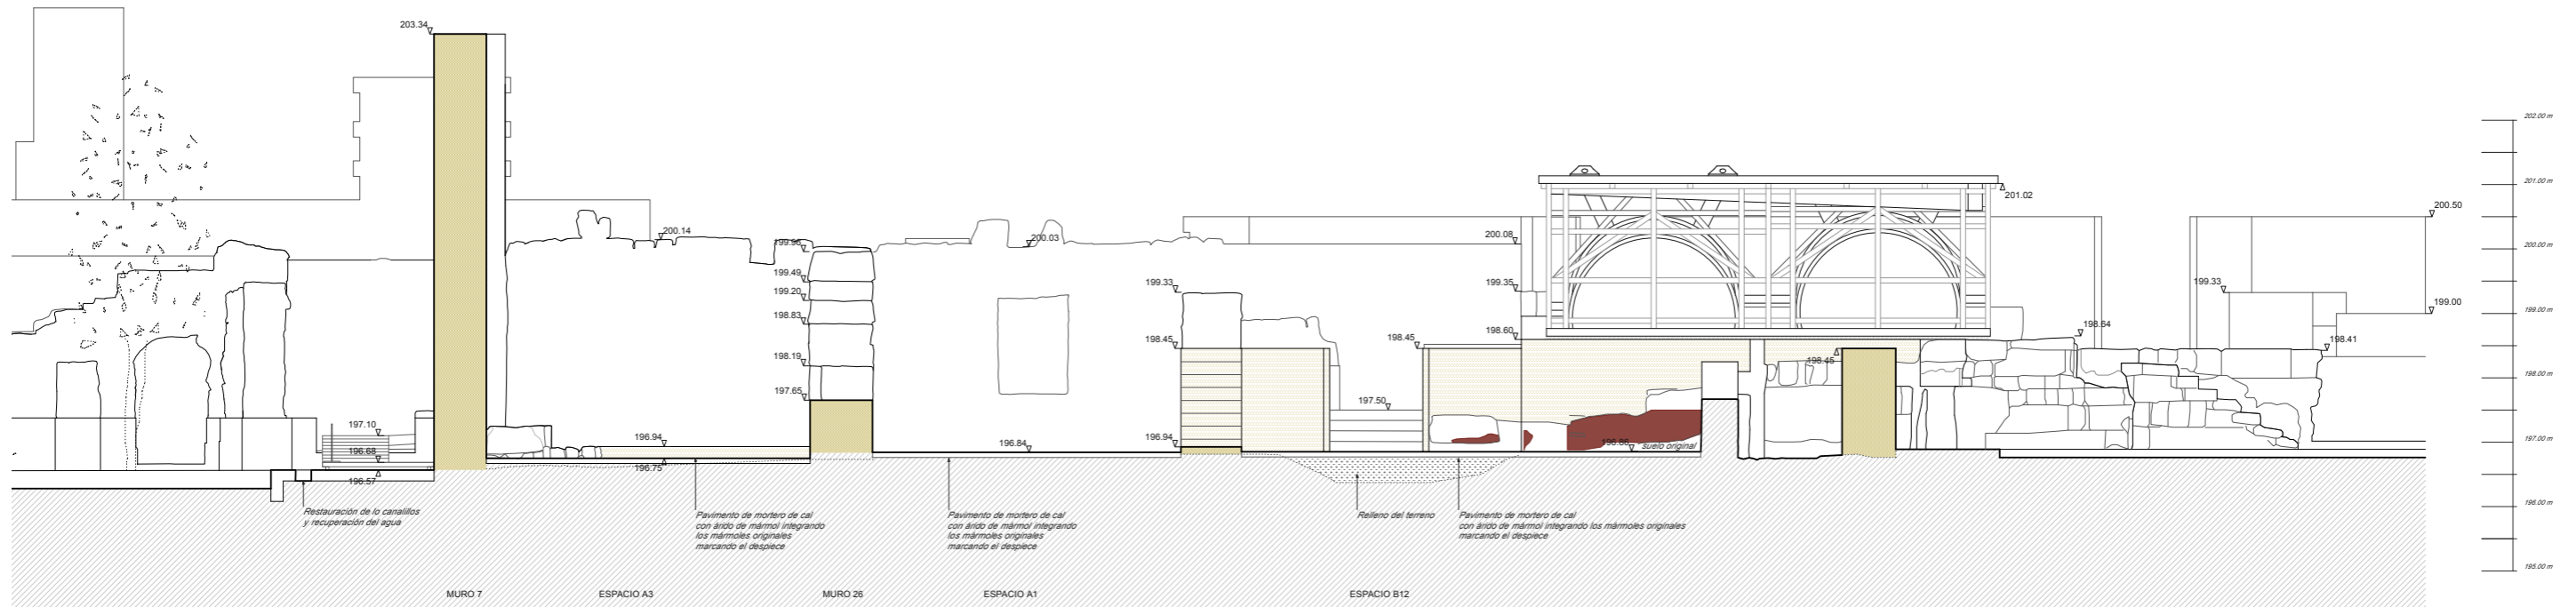 203.34
202.00 m
201.00 m
201.02
200.50
200.14
200.03
199.96
200.08
200.00 m
199.49
199.20
199.33
199.35
199.33
199.00
199.00 m
198.83
198.45
198.45
198.60
198.45
198.64
198.41
198.19
198.00 m
197.65
197.50
197.10
196.94
196.84
196.94
196.86
suelo original
197.00 m
196.68
196.75
196.57
196.00 m
Restauración de lo canalillos
y recuperación del agua
Pavimento de mortero de cal
con árido de mármol integrando
los mármoles originales
marcando el despiece
Pavimento de mortero de cal
con árido de mármol integrando
los mármoles originales
marcando el despiece
Relleno del terreno
Pavimento de mortero de cal
con árido de mármol integrando los mármoles originales
marcando el despiece
195.00 m
MURO 7
ESPACIO A3
MURO 26
ESPACIO A1
ESPACIO B12